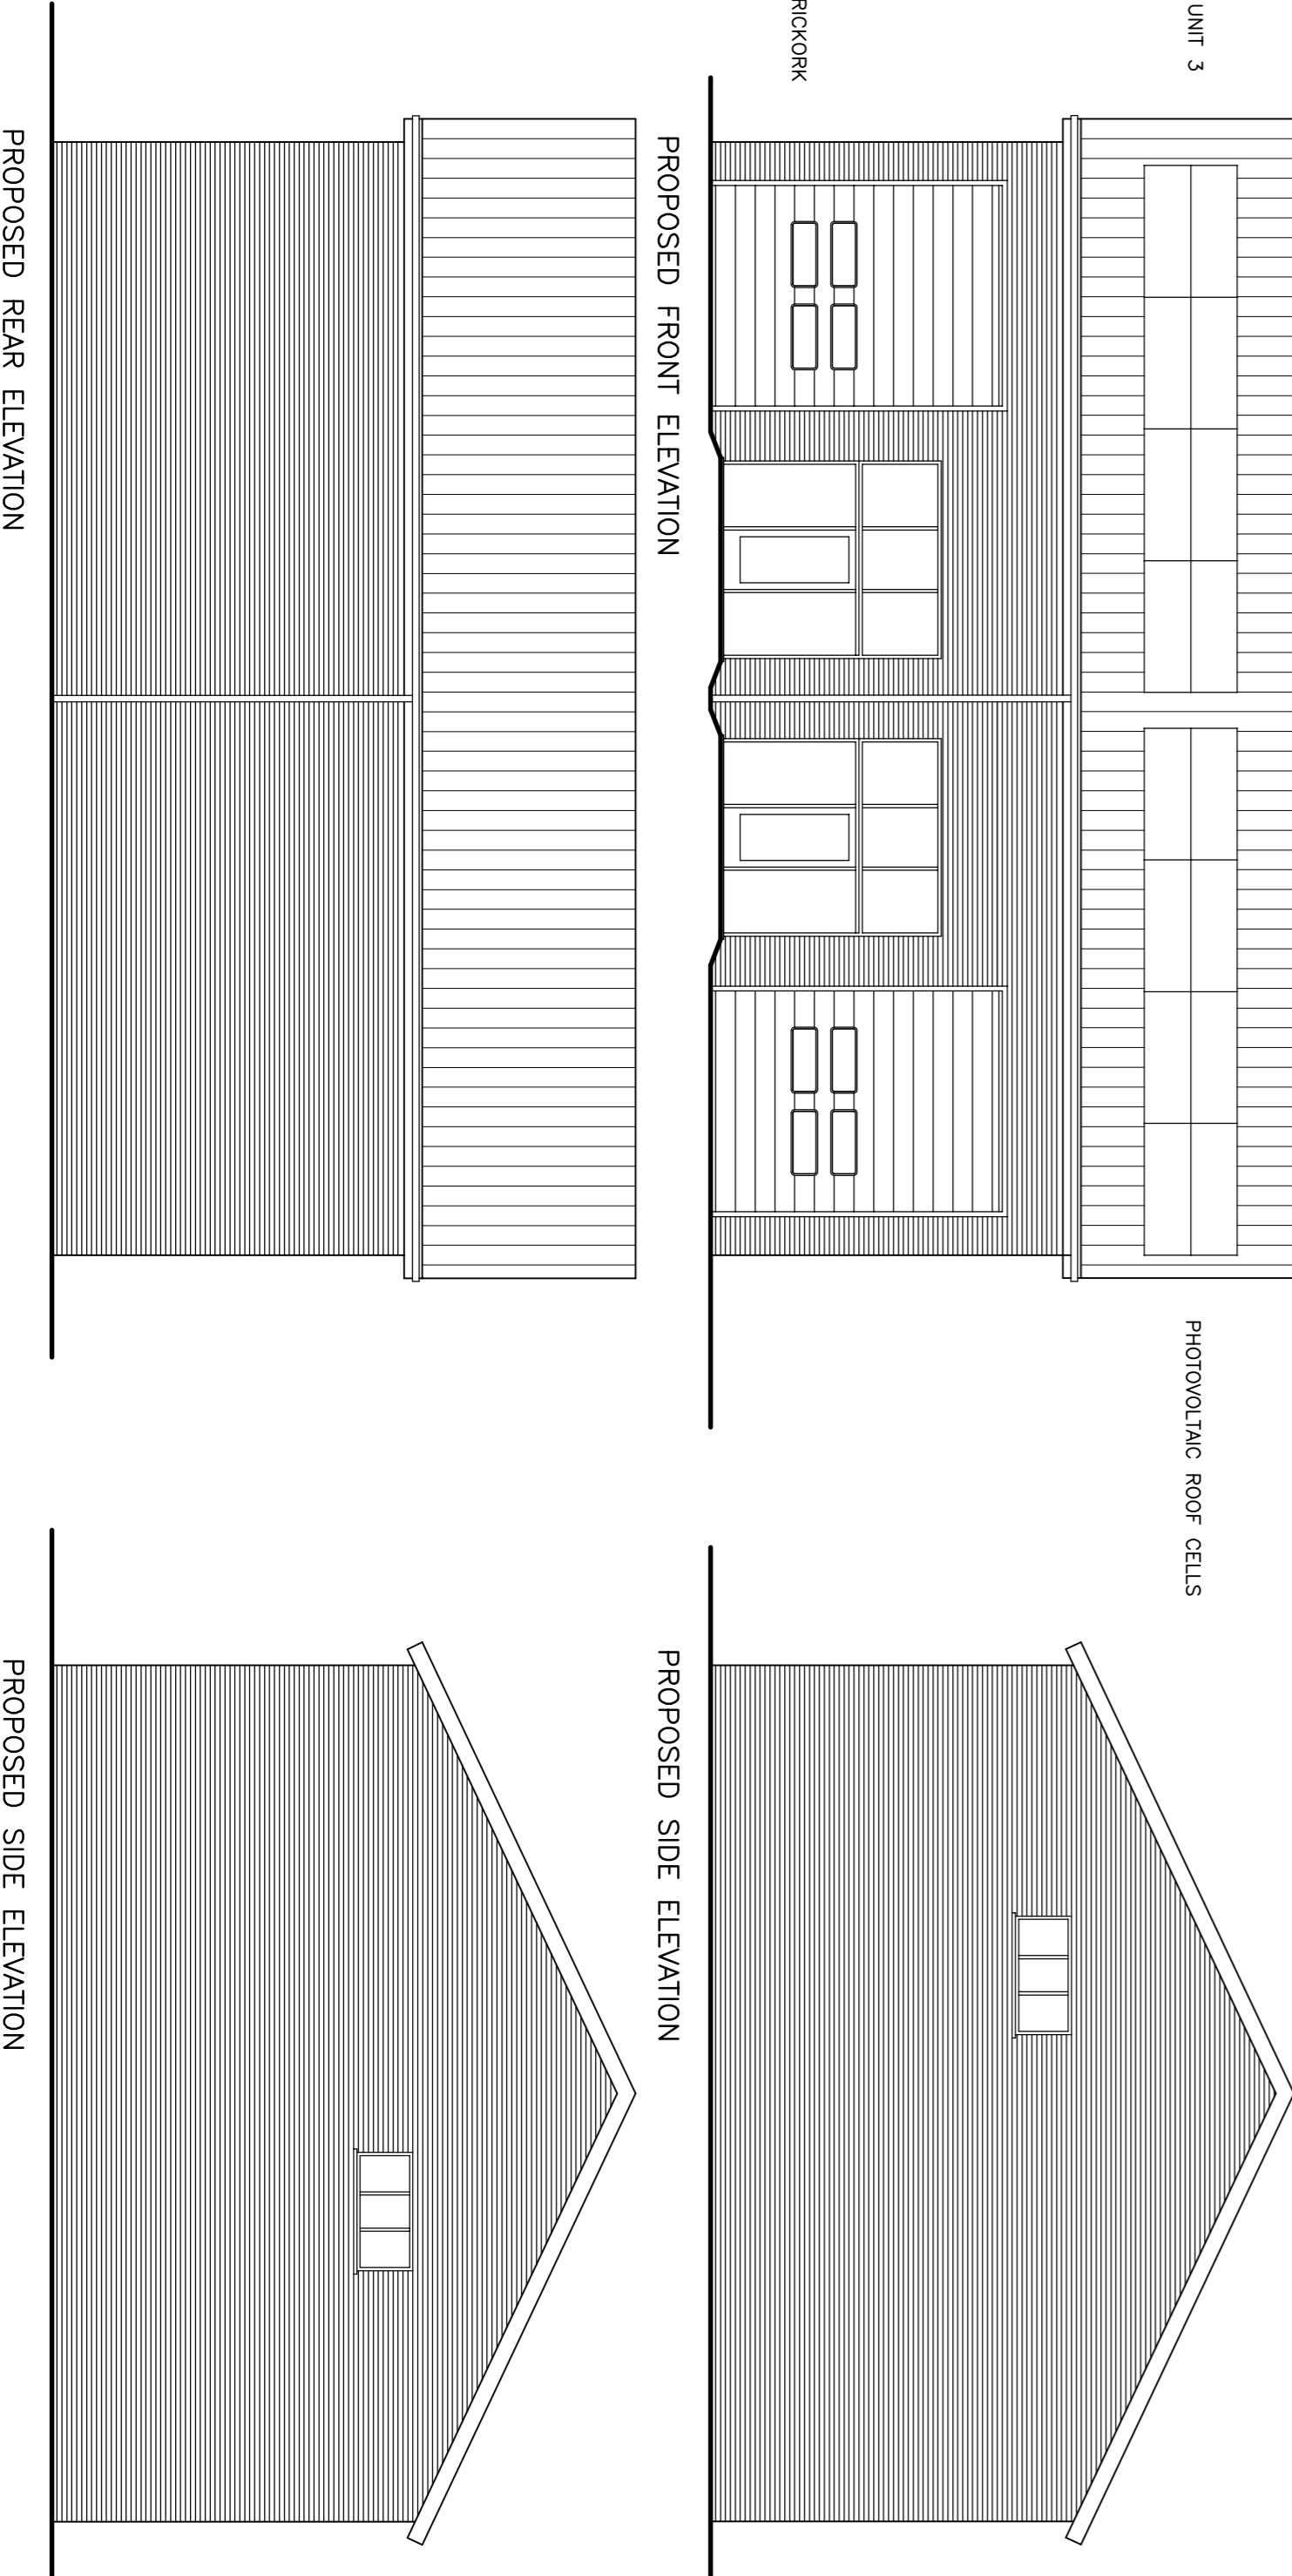 UNIT 3
PHOTOVOLTAIC ROOF CELLS
RICKORK
PROPOSED FRONT ELEVATION
PROPOSED SIDE ELEVATION
PROPOSED REAR ELEVATION
PROPOSED SIDE ELEVATION